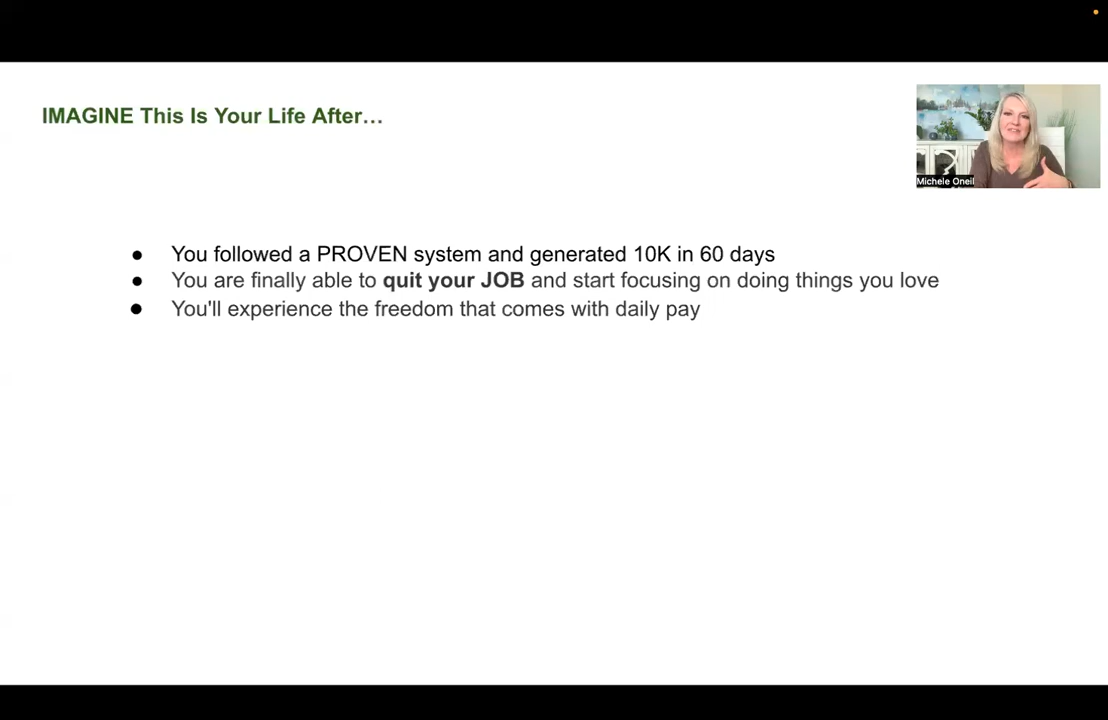 IMAGINE This Is Your Life After…
Michele Oneil
● You followed a PROVEN system and generated 10K in 60 days
● You are finally able to quit your JOB and start focusing on doing things you love
● You'll experience the freedom that comes with daily pay